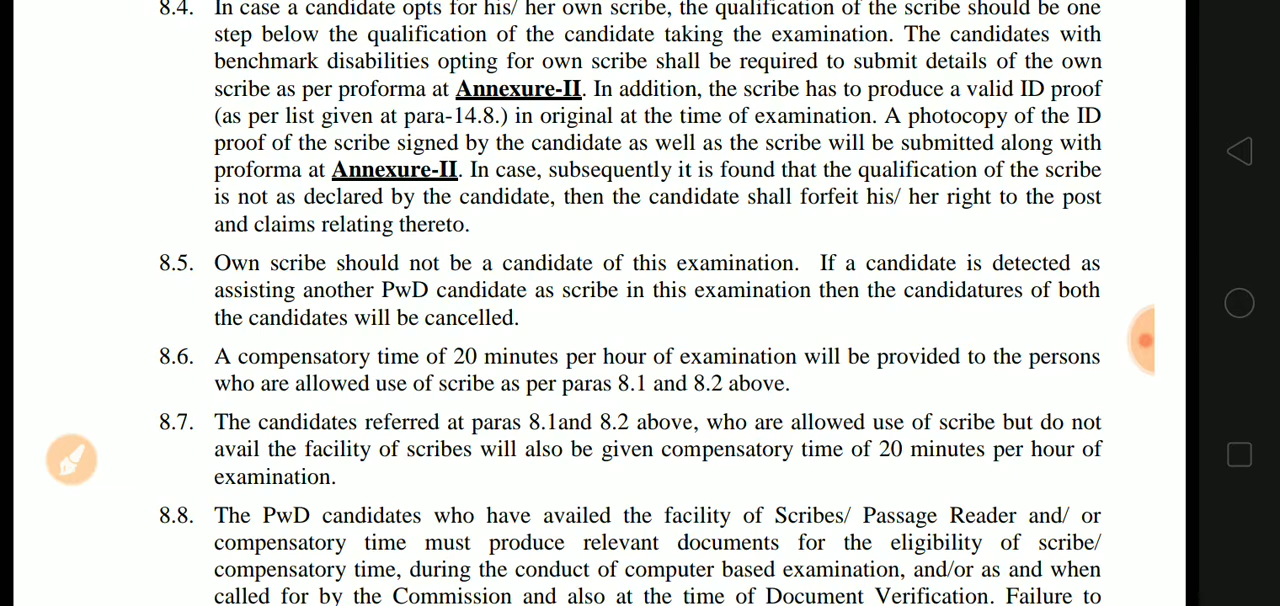 8.4. In case a candidate opts for his/ her own scribe, the qualification of the scribe should be one
step below the qualification of the candidate taking the examination. The candidates with
benchmark disabilities opting for own scribe shall be required to submit details of the own
scribe as per proforma at Annexure-II. In addition, the scribe has to produce a valid ID proof
(as per list given at para-14.8.) in original at the time of examination. A photocopy of the ID
proof of the scribe signed by the candidate as well as the scribe will be submitted along with
proforma at Annexure-II. In case, subsequently it is found that the qualification of the scribe
is not as declared by the candidate, then the candidate shall forfeit his/ her right to the post
and claims relating thereto.
8.5. Own scribe should not be a candidate of this examination. If a candidate is detected as
assisting another PwD candidate as scribe in this examination then the candidatures of both
the candidates will be cancelled.
8.6. A compensatory time of 20 minutes per hour of examination will be provided to the persons
who are allowed use of scribe as per paras 8.1 and 8.2 above.
8.7. The candidates referred at paras 8.1and 8.2 above, who are allowed use of scribe but do not
avail the facility of scribes will also be given compensatory time of 20 minutes per hour of
examination.
8.8. The PwD candidates who have availed the facility of Scribes/ Passage Reader and/ or
compensatory time must produce relevant documents for the eligibility of scribe/
compensatory time, during the conduct of computer based examination, and/or as and when
called for by the Commission and also at the time of Document Verification. Failure to